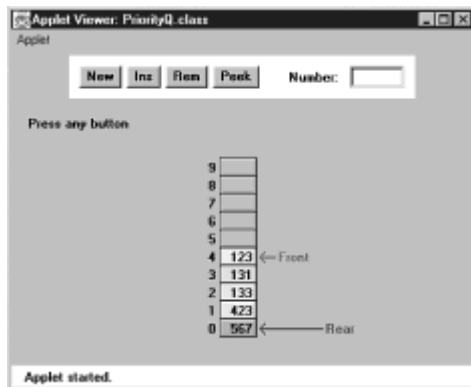 Applet Viewer: PriorityQ.class
Applet
New Ins Rem Peek Number:
Press any button
9
8
7
6
5
4 123 Front
3 131
2 133
1 423
0 567 Rear
Applet started.